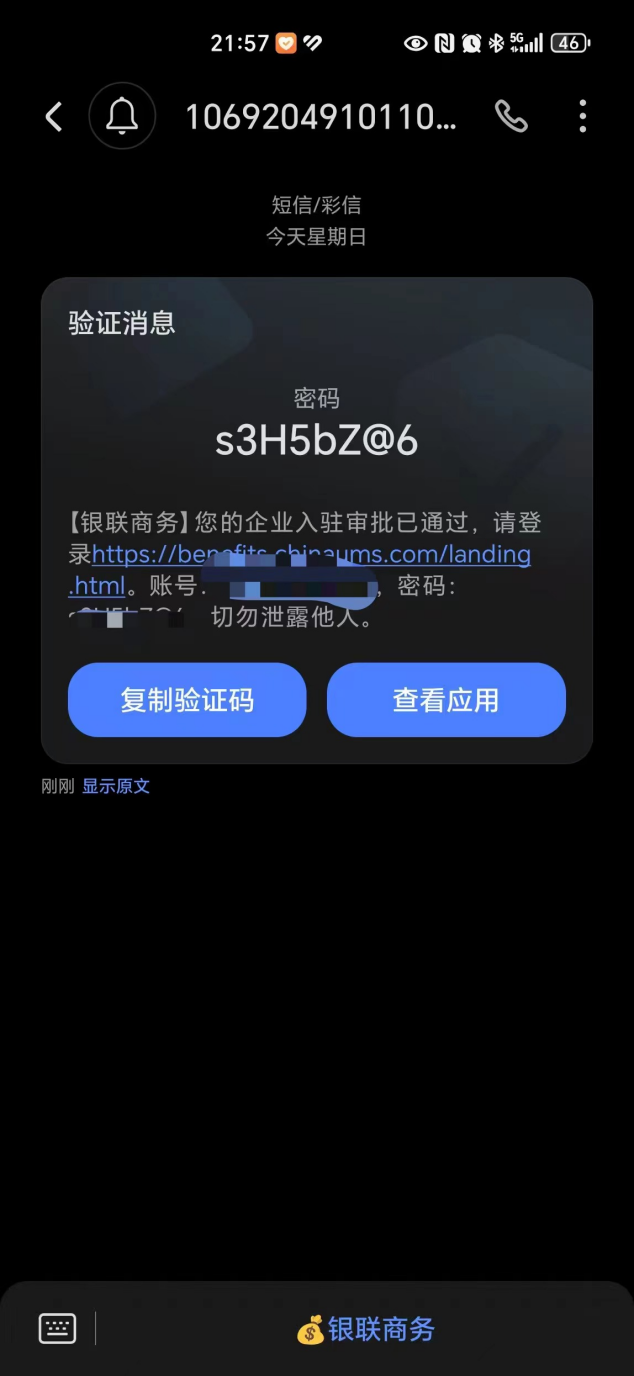 21:57
5G
46
1069204910110...
短信/彩信
今天星期日
验证消息
密码
s3H5bZ@6
【银联商务】您的企业入驻审批已通过，请登
录https://benefits.chinaums.com/landing
.html。账号： ，密码：
切勿泄露他人。
复制验证码
查看应用
刚刚 显示原文
银联商务